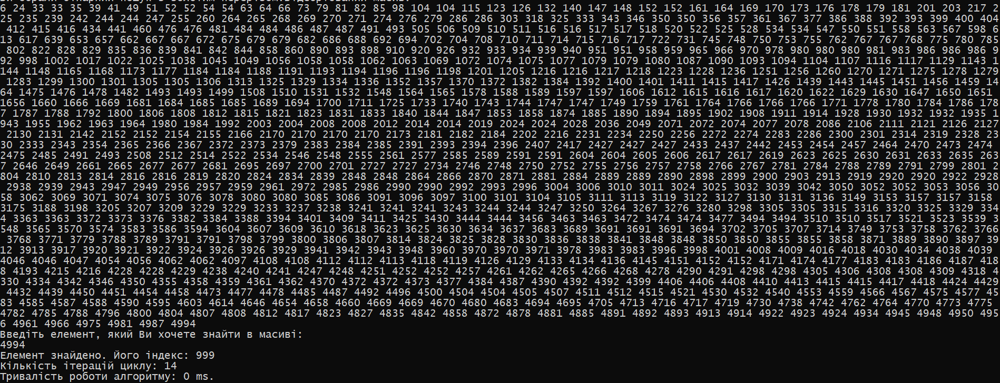 Ви обрали бінарний пошук з золотим перерізом.Відсортований масив:
6 24 33 33 35 39 41 49 51 52 52 54 54 63 64 66 73 79 81 82 85 98 104 104 115 123 126 132 140 147 148 152 152 161 164 169 170 173 176 178 179 181 201 203 217 2
25 235 239 242 244 244 247 255 260 264 265 268 269 270 271 274 276 279 286 286 303 318 325 333 343 346 350 350 356 357 361 367 377 386 388 392 393 399 400 404
412 415 416 434 441 460 476 476 481 484 484 486 487 487 491 493 505 506 509 510 511 516 516 517 517 518 520 522 525 528 534 534 547 550 551 558 563 567 598 6
13 617 639 653 657 662 667 667 672 675 679 679 682 686 688 692 694 702 704 708 710 711 714 715 716 717 722 731 745 748 750 753 755 762 767 767 768 775 780 785
802 822 828 829 835 836 839 841 842 844 858 860 890 893 898 910 920 926 932 933 934 939 940 951 951 958 959 965 966 970 978 980 980 980 981 983 986 986 986 9
92 998 1002 1017 1022 1025 1038 1045 1049 1056 1058 1058 1062 1063 1069 1072 1074 1075 1077 1079 1079 1080 1087 1090 1093 1094 1104 1107 1116 1117 1129 1143 1
144 1148 1165 1168 1173 1177 1184 1184 1188 1191 1193 1194 1196 1196 1198 1201 1205 1216 1216 1217 1218 1223 1228 1236 1251 1256 1260 1270 1271 1275 1278 1279
1283 1299 1300 1301 1305 1305 1306 1313 1325 1329 1334 1336 1352 1357 1370 1372 1382 1384 1392 1400 1401 1411 1415 1417 1426 1439 1443 1445 1451 1456 1459 14
64 1475 1476 1478 1482 1493 1493 1499 1508 1510 1531 1532 1548 1564 1565 1578 1588 1589 1597 1597 1606 1612 1615 1616 1617 1620 1622 1629 1630 1647 1650 1651
1656 1660 1666 1669 1681 1684 1685 1685 1689 1694 1700 1711 1725 1733 1740 1743 1744 1747 1747 1749 1759 1761 1764 1766 1766 1766 1771 1778 1780 1784 1786 178
7 1787 1788 1792 1800 1806 1808 1812 1815 1821 1823 1831 1833 1840 1844 1847 1853 1858 1874 1885 1890 1894 1895 1902 1908 1911 1914 1928 1930 1932 1932 1935 1
943 1955 1962 1963 1964 1980 1984 1992 2003 2004 2008 2008 2012 2014 2014 2019 2024 2024 2028 2036 2049 2071 2072 2074 2077 2078 2086 2106 2111 2121 2126 2127
2130 2131 2142 2152 2152 2154 2155 2166 2170 2170 2170 2170 2173 2181 2182 2184 2202 2216 2231 2234 2250 2256 2272 2274 2283 2286 2300 2301 2314 2319 2328 23
30 2333 2343 2354 2365 2366 2367 2372 2373 2379 2383 2384 2385 2391 2393 2394 2396 2407 2417 2427 2427 2427 2433 2437 2442 2453 2454 2457 2464 2470 2473 2474
2475 2485 2491 2493 2508 2512 2514 2522 2534 2546 2548 2555 2561 2577 2585 2589 2591 2591 2604 2604 2605 2606 2617 2617 2619 2623 2625 2630 2631 2633 2635 263
7 2646 2649 2661 2665 2677 2677 2681 2695 2697 2700 2701 2727 2727 2734 2746 2748 2750 2752 2755 2756 2757 2758 2766 2767 2781 2784 2788 2789 2791 2799 2801 2
804 2810 2813 2814 2816 2816 2819 2820 2824 2834 2839 2848 2848 2864 2866 2870 2871 2881 2884 2889 2889 2890 2898 2899 2900 2903 2913 2919 2920 2920 2922 2928
2938 2939 2943 2947 2949 2956 2957 2959 2961 2972 2985 2986 2990 2990 2992 2993 2996 3004 3006 3010 3011 3024 3025 3032 3039 3042 3050 3052 3052 3053 3056 30
58 3062 3069 3071 3074 3075 3076 3078 3080 3080 3085 3086 3091 3096 3097 3100 3101 3104 3105 3111 3113 3119 3122 3127 3130 3131 3136 3149 3153 3157 3157 3158
3175 3188 3198 3205 3207 3209 3229 3229 3233 3237 3238 3241 3241 3241 3243 3244 3244 3247 3250 3264 3267 3276 3280 3298 3305 3305 3315 3316 3320 3325 3329 334
4 3363 3363 3372 3373 3376 3382 3384 3388 3394 3401 3409 3411 3425 3430 3444 3444 3456 3463 3463 3472 3474 3474 3477 3494 3494 3510 3510 3517 3521 3523 3539 3
548 3565 3570 3574 3583 3586 3594 3604 3607 3609 3610 3618 3623 3625 3630 3634 3637 3683 3689 3691 3691 3691 3694 3702 3705 3707 3714 3749 3753 3758 3762 3766
3768 3771 3779 3788 3789 3791 3791 3798 3799 3800 3806 3807 3814 3824 3825 3828 3830 3836 3838 3841 3848 3848 3850 3850 3855 3855 3858 3871 3889 3890 3897 39
12 3913 3917 3920 3921 3922 3924 3926 3926 3929 3941 3942 3943 3948 3960 3970 3970 3971 3978 3983 3983 3996 3998 4001 4008 4009 4016 4018 4030 4034 4038 4039
4046 4046 4047 4054 4056 4062 4062 4097 4108 4108 4112 4112 4113 4118 4119 4126 4129 4133 4134 4136 4145 4151 4152 4152 4171 4174 4177 4183 4183 4186 4187 418
8 4193 4215 4216 4228 4228 4229 4238 4240 4241 4247 4248 4251 4252 4252 4257 4261 4262 4265 4266 4268 4278 4290 4291 4298 4298 4305 4306 4308 4308 4309 4318 4
330 4334 4342 4346 4350 4355 4358 4359 4361 4362 4370 4372 4372 4373 4377 4384 4387 4390 4392 4392 4399 4406 4406 4408 4410 4413 4415 4415 4417 4418 4424 4429
4432 4439 4450 4451 4454 4458 4473 4477 4478 4485 4487 4492 4496 4500 4504 4504 4505 4507 4511 4512 4515 4521 4530 4532 4540 4553 4559 4566 4567 4575 4577 45
83 4585 4587 4588 4590 4595 4603 4614 4646 4654 4658 4660 4669 4669 4670 4680 4683 4694 4695 4705 4713 4716 4717 4719 4730 4738 4742 4762 4764 4770 4773 4775
4782 4785 4788 4796 4800 4804 4807 4808 4812 4817 4823 4827 4835 4842 4858 4872 4878 4881 4885 4891 4892 4893 4913 4914 4922 4923 4924 4934 4945 4948 4950 495
6 4961 4966 4975 4981 4987 4994
Введіть елемент, який Ви хочете знайти в масиві:
4994
Елемент знайдено. Його індекс: 999
Кількість ітерацій циклу: 14
Тривалість роботи алгоритму: 0 ms.